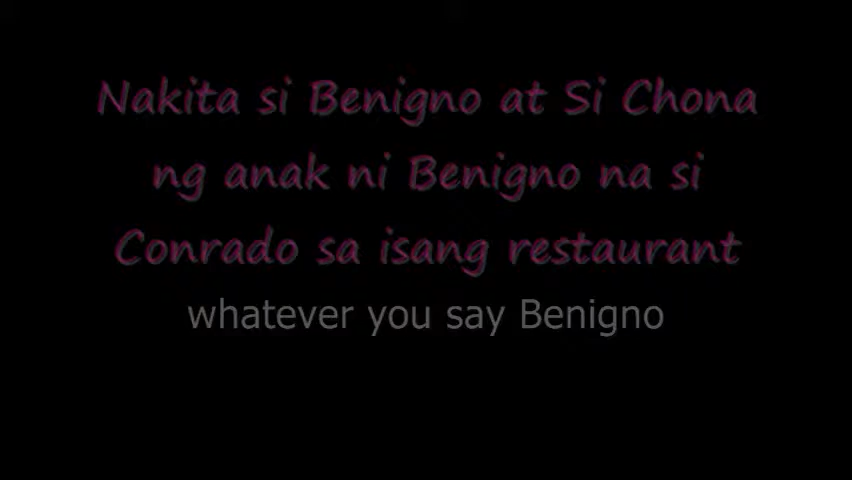 Nakita si Benigno at Si Chona
ng anak ni Benigno na si
Conrado sa isang restaurant
whatever you say Benigno